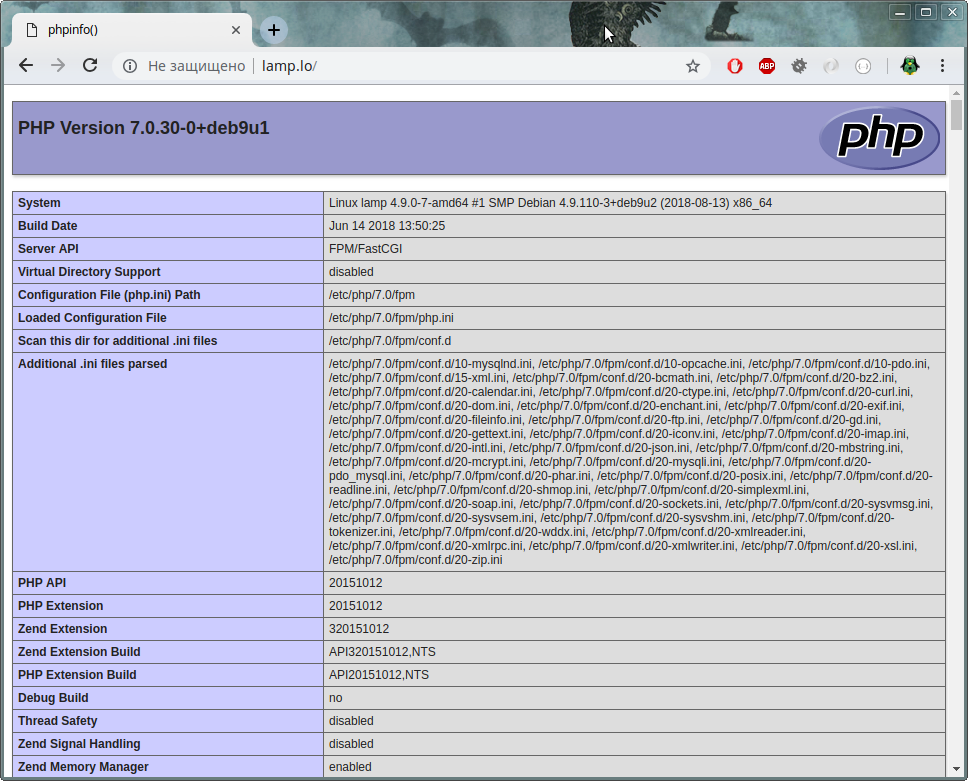 phpinfo()
Не защищено lamp.lo/
ABP
PHP Version 7.0.30-0+deb9u1
php
System Linux lamp 4.9.0-7-amd64 #1 SMP Debian 4.9.110-3+deb9u2 (2018-08-13) x86_64
Build Date Jun 14 2018 13:50:25
Server API FPM/FastCGI
Virtual Directory Support disabled
Configuration File (php.ini) Path /etc/php/7.0/fpm
Loaded Configuration File /etc/php/7.0/fpm/php.ini
Scan this dir for additional .ini files /etc/php/7.0/fpm/conf.d
Additional .ini files parsed /etc/php/7.0/fpm/conf.d/10-mysqlnd.ini, /etc/php/7.0/fpm/conf.d/10-opcache.ini, /etc/php/7.0/fpm/conf.d/10-pdo.ini,
/etc/php/7.0/fpm/conf.d/15-xml.ini, /etc/php/7.0/fpm/conf.d/20-bcmath.ini, /etc/php/7.0/fpm/conf.d/20-bz2.ini,
/etc/php/7.0/fpm/conf.d/20-calendar.ini, /etc/php/7.0/fpm/conf.d/20-ctype.ini, /etc/php/7.0/fpm/conf.d/20-curl.ini,
/etc/php/7.0/fpm/conf.d/20-dom.ini, /etc/php/7.0/fpm/conf.d/20-enchant.ini, /etc/php/7.0/fpm/conf.d/20-exif.ini,
/etc/php/7.0/fpm/conf.d/20-fileinfo.ini, /etc/php/7.0/fpm/conf.d/20-ftp.ini, /etc/php/7.0/fpm/conf.d/20-gd.ini,
/etc/php/7.0/fpm/conf.d/20-gettext.ini, /etc/php/7.0/fpm/conf.d/20-iconv.ini, /etc/php/7.0/fpm/conf.d/20-imap.ini,
/etc/php/7.0/fpm/conf.d/20-intl.ini, /etc/php/7.0/fpm/conf.d/20-json.ini, /etc/php/7.0/fpm/conf.d/20-mbstring.ini,
/etc/php/7.0/fpm/conf.d/20-mcrypt.ini, /etc/php/7.0/fpm/conf.d/20-mysqli.ini, /etc/php/7.0/fpm/conf.d/20-
pdo_mysql.ini, /etc/php/7.0/fpm/conf.d/20-phar.ini, /etc/php/7.0/fpm/conf.d/20-posix.ini, /etc/php/7.0/fpm/conf.d/20-
readline.ini, /etc/php/7.0/fpm/conf.d/20-shmop.ini, /etc/php/7.0/fpm/conf.d/20-simplexml.ini,
/etc/php/7.0/fpm/conf.d/20-soap.ini, /etc/php/7.0/fpm/conf.d/20-sockets.ini, /etc/php/7.0/fpm/conf.d/20-sysvmsg.ini,
/etc/php/7.0/fpm/conf.d/20-sysvsem.ini, /etc/php/7.0/fpm/conf.d/20-sysvshm.ini, /etc/php/7.0/fpm/conf.d/20-
tokenizer.ini, /etc/php/7.0/fpm/conf.d/20-wddx.ini, /etc/php/7.0/fpm/conf.d/20-xmlreader.ini,
/etc/php/7.0/fpm/conf.d/20-xmlrpc.ini, /etc/php/7.0/fpm/conf.d/20-xmlwriter.ini, /etc/php/7.0/fpm/conf.d/20-xsl.ini,
/etc/php/7.0/fpm/conf.d/20-zip.ini
PHP API 20151012
PHP Extension 20151012
Zend Extension 320151012
Zend Extension Build API320151012,NTS
PHP Extension Build API20151012,NTS
Debug Build no
Thread Safety disabled
Zend Signal Handling disabled
Zend Memory Manager enabled